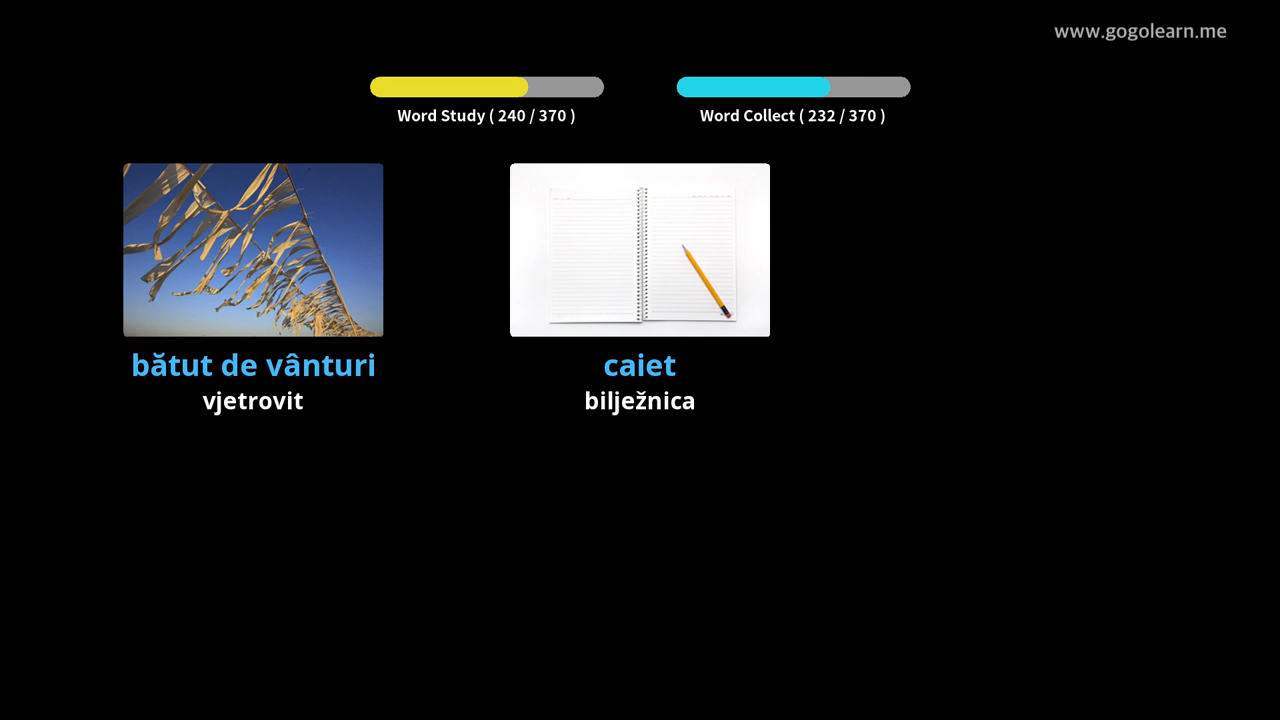 www.gogolearn.me
Word Study ( 240 / 370 )
Word Collect ( 232 / 370 )
bătut de vânturi
vjetrovit
caiet
bilježnica